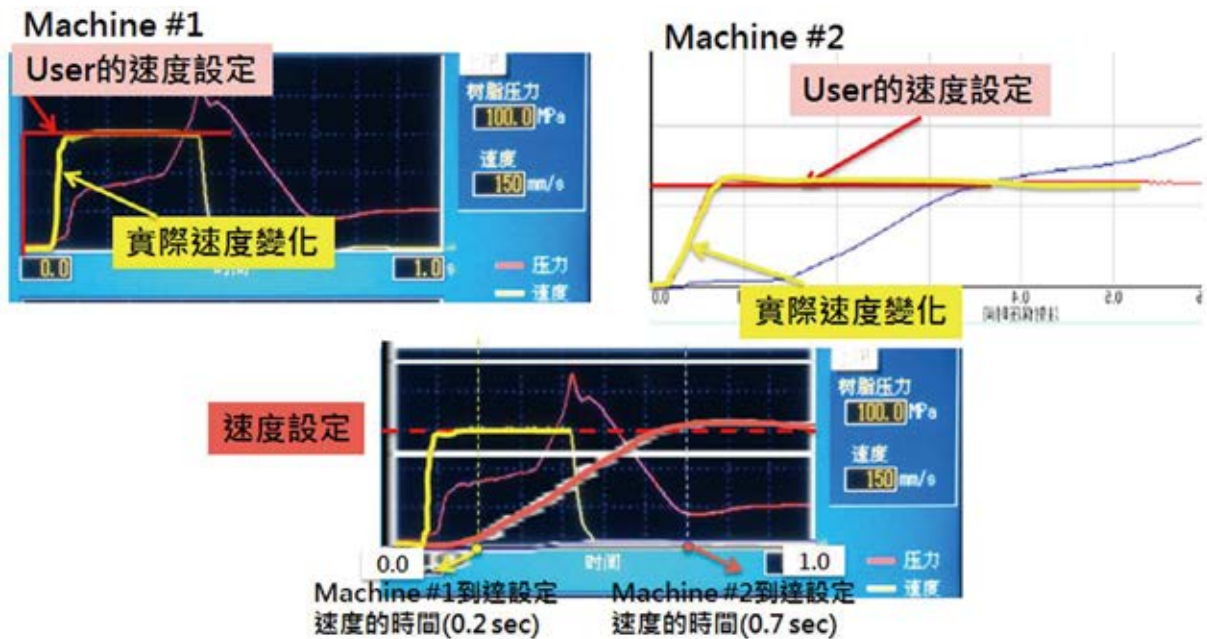 Machine #1
User的速度設定
實際速度變化
树脂压力
100.0 MPa
速度
150 mm/s
0.0
1.0 s
压力
速度
Machine #2
User的速度設定
實際速度變化
0.0
0.4
0.5
速度設定
树脂压力
100.0 MPa
速度
150 mm/s
0.0
时间
1.0
压力
速度
Machine #1到達設定
速度的時間(0.2 sec)
Machine #2到達設定
速度的時間(0.7 sec)